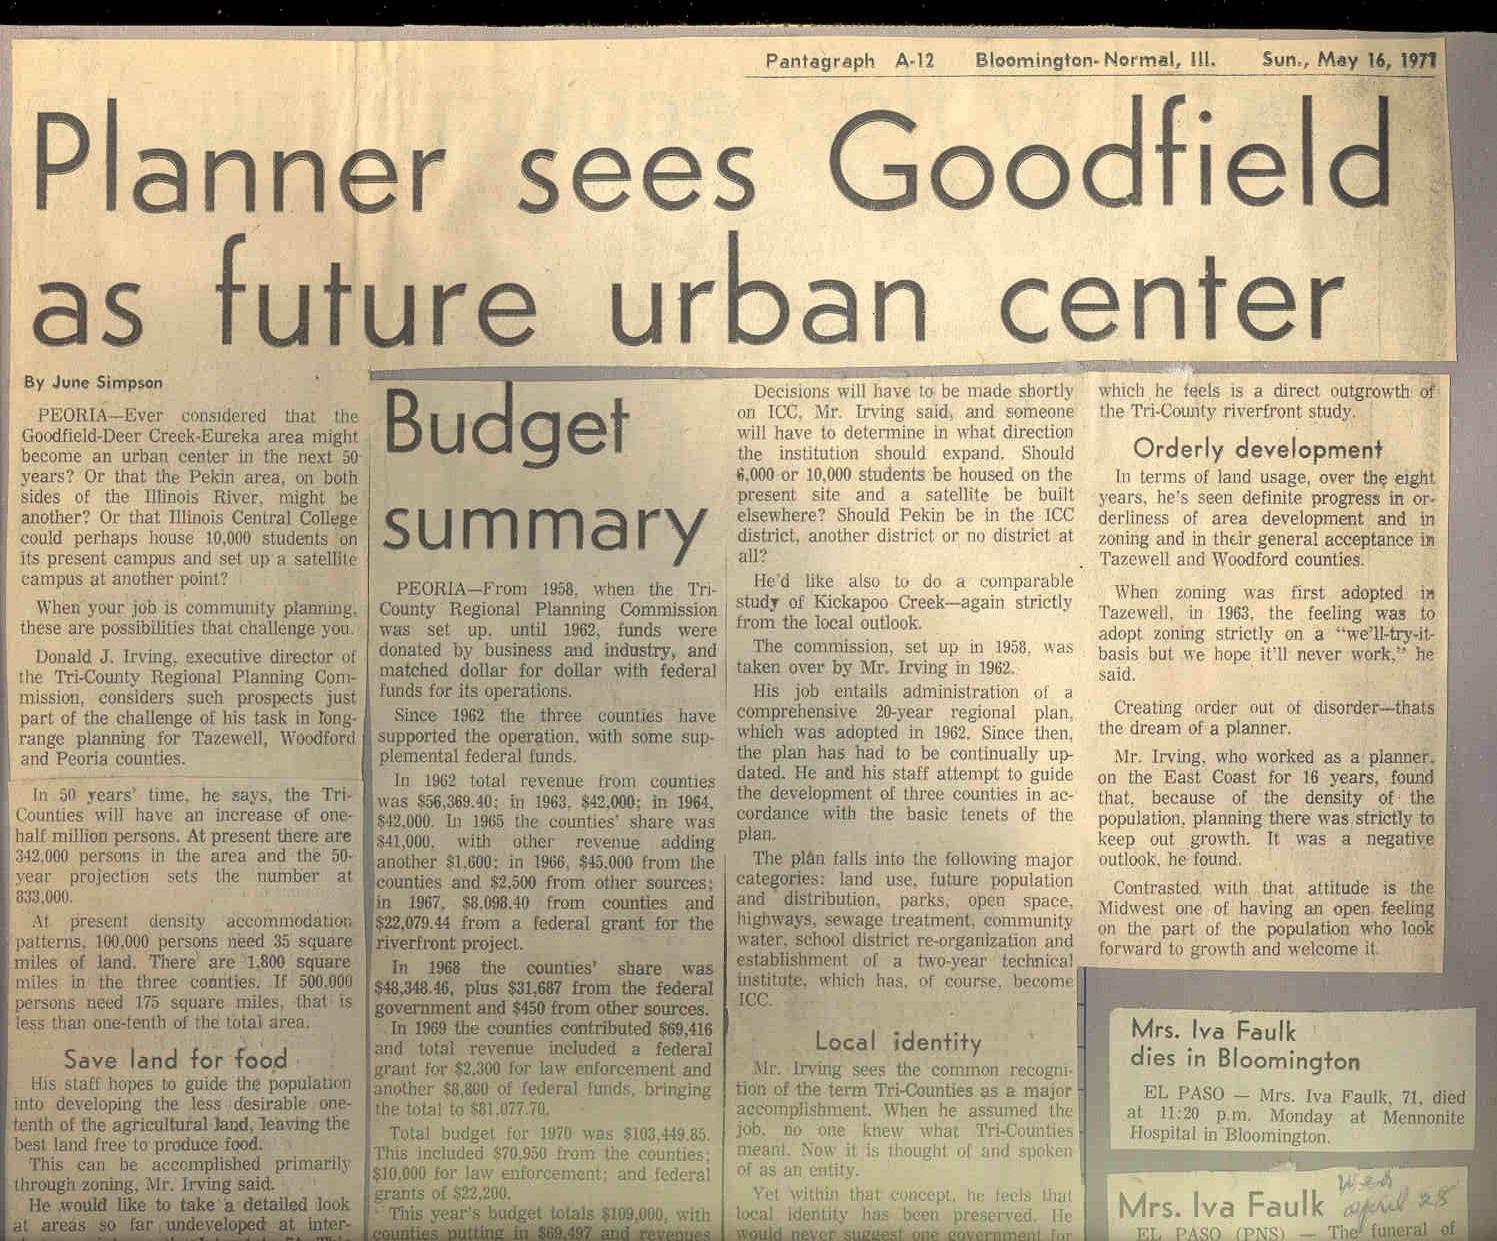 Pantagraph A-12 Bloomington-Normal, Ill. Sun., May 16, 1971
Planner sees Goodfield
as future urban center
By June Simpson
PEORIA—Ever considered that the
Goodfield-Deer Creek-Eureka area might
become an urban center in the next 50
years? Or that the Pekin area, on both
sides of the Illinois River, might be
another? Or that Illinois Central College
could perhaps house 10,000 students on
its present campus and set up a satellite
campus at another point?
When your job is community planning,
these are possibilities that challenge you.
Donald J. Irving, executive director of
the Tri-County Regional Planning Com-
mission, considers such prospects just
part of the challenge of his task in long-
range planning for Tazewell, Woodford
and Peoria counties.
In 50 years' time, he says, the Tri-
Counties will have an increase of one-
half million persons. At present there are
342,000 persons in the area and the 50-
year projection sets the number at
833,000.
At present density accommodation
patterns, 100,000 persons need 35 square
miles of land. There are 1,800 square
miles in the three counties. If 500,000
persons need 175 square miles, that is
less than one-tenth of the total area.
Save land for food
His staff hopes to guide the population
into developing the less desirable one-
tenth of the agricultural land, leaving the
best land free to produce food.
This can be accomplished primarily
through zoning, Mr. Irving said.
He would like to take a detailed look
at areas so far undeveloped at inter-
Budget
summary
PEORIA—From 1958, when the Tri-
County Regional Planning Commission
was set up, until 1962, funds were
donated by business and industry, and
matched dollar for dollar with federal
funds for its operations.
Since 1962 the three counties have
supported the operation, with some sup-
plemental federal funds.
In 1962 total revenue from counties
was $56,369.40; in 1963, $42,000; in 1964,
$42,000. In 1965 the counties' share was
$41,000, with other revenue adding
another $1,600; in 1966, $45,000 from the
counties and $2,500 from other sources;
in 1967, $8,098.40 from counties and
$22,079.44 from a federal grant for the
riverfront project.
In 1968 the counties' share was
$48,348.46, plus $31,687 from the federal
government and $450 from other sources.
In 1969 the counties contributed $69,416
and total revenue included a federal
grant for $2,300 for law enforcement and
another $8,800 of federal funds, bringing
the total to $81,077.70.
Total budget for 1970 was $103,449.85.
This included $70,950 from the counties;
$10,000 for law enforcement; and federal
grants of $22,200.
This year's budget totals $109,000, with
counties putting in $69,497 and revenues
Decisions will have to be made shortly
on ICC, Mr. Irving said, and someone
will have to determine in what direction
the institution should expand. Should
6,000 or 10,000 students be housed on the
present site and a satellite be built
elsewhere? Should Pekin be in the ICC
district, another district or no district at
all?
He'd like also to do a comparable
study of Kickapoo Creek—again strictly
from the local outlook.
The commission, set up in 1958, was
taken over by Mr. Irving in 1962.
His job entails administration of a
comprehensive 20-year regional plan,
which was adopted in 1962. Since then,
the plan has had to be continually up-
dated. He and his staff attempt to guide
the development of three counties in ac-
cordance with the basic tenets of the
plan.
The plan falls into the following major
categories: land use, future population
and distribution, parks, open space,
highways, sewage treatment, community
water, school district re-organization and
establishment of a two-year technical
institute, which has, of course, become
ICC.
Local identity
Mr. Irving sees the common recogni-
tion of the term Tri-Counties as a major
accomplishment. When he assumed the
job, no one knew what Tri-Counties
meant. Now it is thought of and spoken
of as an entity.
Yet within that concept, he feels that
local identity has been preserved. He
would never suggest one government for
which he feels is a direct outgrowth of
the Tri-County riverfront study.
Orderly development
In terms of land usage, over the eight
years, he's seen definite progress in or-
derliness of area development and in
zoning and in their general acceptance in
Tazewell and Woodford counties.
When zoning was first adopted in
Tazewell, in 1963, the feeling was to
adopt zoning strictly on a "we'll-try-it-
basis but we hope it'll never work," he
said.
Creating order out of disorder—thats
the dream of a planner.
Mr. Irving, who worked as a planner,
on the East Coast for 16 years, found
that, because of the density of the
population, planning there was strictly to
keep out growth. It was a negative
outlook, he found.
Contrasted with that attitude is the
Midwest one of having an open feeling
on the part of the population who look
forward to growth and welcome it.
Mrs. Iva Faulk
dies in Bloomington
EL PASO — Mrs. Iva Faulk, 71, died
at 11:20 p.m. Monday at Mennonite
Hospital in Bloomington.
Wed
april 28
Mrs. Iva Faulk
EL PASO (PNS) — The funeral of